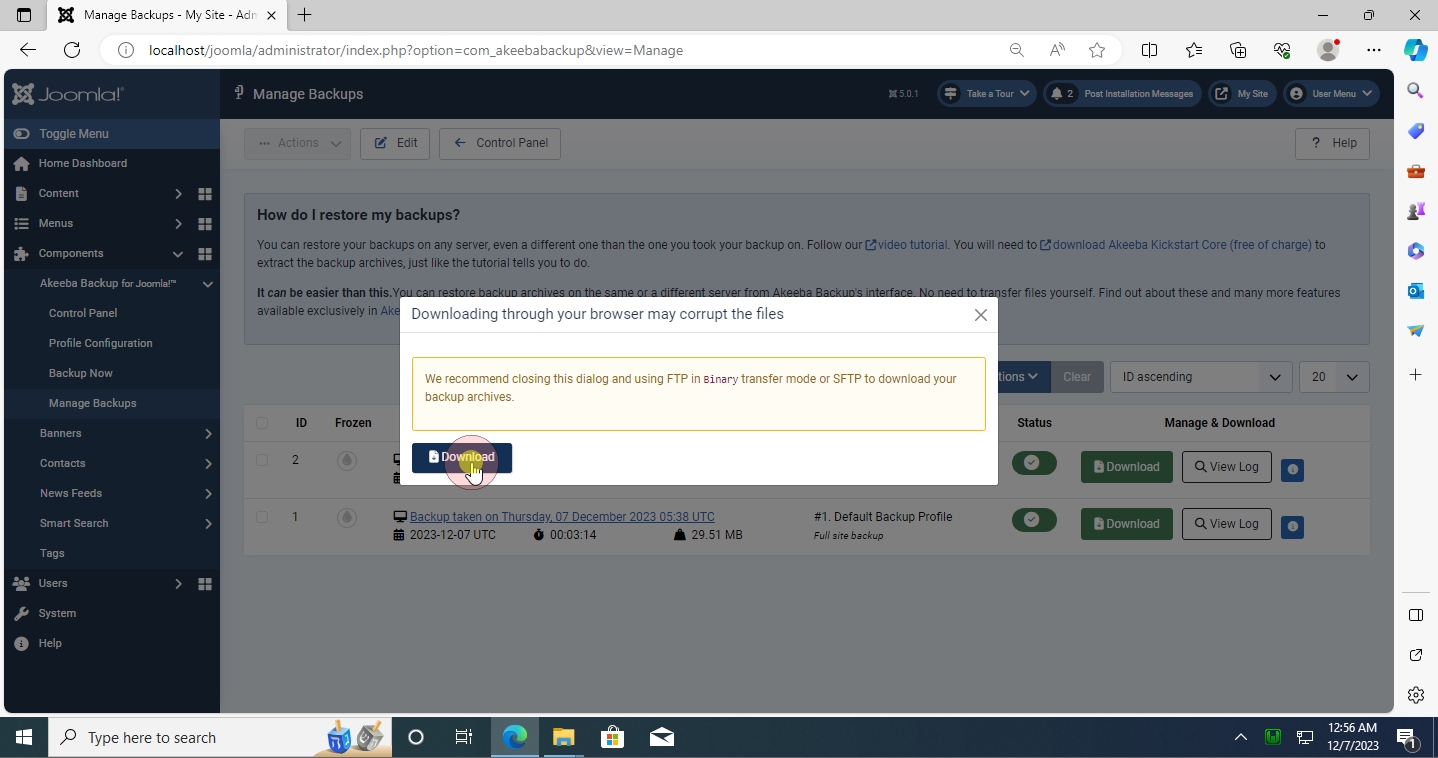 Manage Backups - My Site - Adn
localhost/joomla/administrator/index.php?option=com_akeebabackup&view=Manage
Joomla!
Manage Backups
5.0.1
Take a Tour
2 Post Installation Messages
My Site
User Menu
Toggle Menu
Home Dashboard
Content
Menus
Components
Akeeba Backup for Joomla!™
Control Panel
Profile Configuration
Backup Now
Manage Backups
Banners
Contacts
News Feeds
Smart Search
Tags
Users
System
Help
Actions
Edit
Control Panel
? Help
How do I restore my backups?
You can restore your backups on any server, even a different one than the one you took your backup on. Follow our video tutorial. You will need to download Akeeba Kickstart Core (free of charge) to
extract the backup archives, just like the tutorial tells you to do.
It can be easier than this. You can restore backup archives on the same or a different server from Akeeba Backup's interface. No need to transfer files yourself. Find out about these and many more features
available exclusively in Ake
Downloading through your browser may corrupt the files
We recommend closing this dialog and using FTP in Binary transfer mode or SFTP to download your
backup archives.
Download
tions
Clear
ID ascending
20
ID
Frozen
Status
Manage & Download
2
Download
View Log
1
Backup taken on Thursday, 07 December 2023 05:38 UTC
2023-12-07 UTC
00:03:14
29.51 MB
#1. Default Backup Profile
Full site backup
Download
View Log
Type here to search
12:56 AM
12/7/2023
1